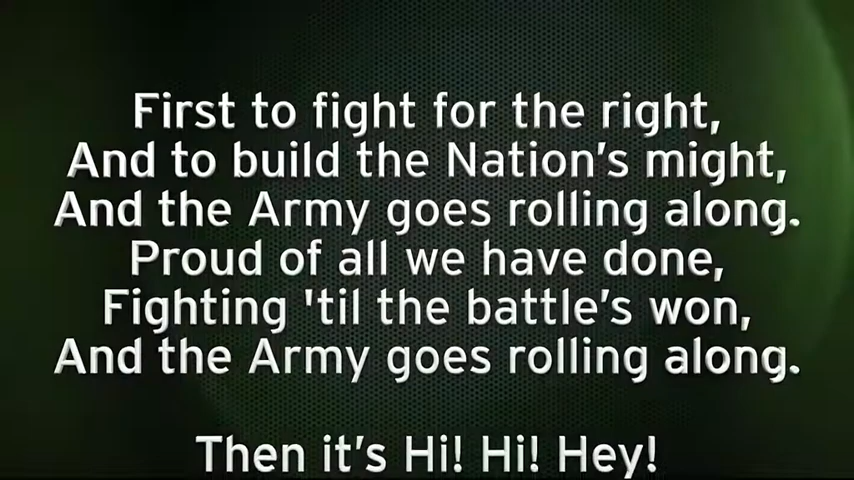 First to fight for the right,
And to build the Nation’s might,
And the Army goes rolling along.
Proud of all we have done,
Fighting 'til the battle’s won,
And the Army goes rolling along.
Then it’s Hi! Hi! Hey!